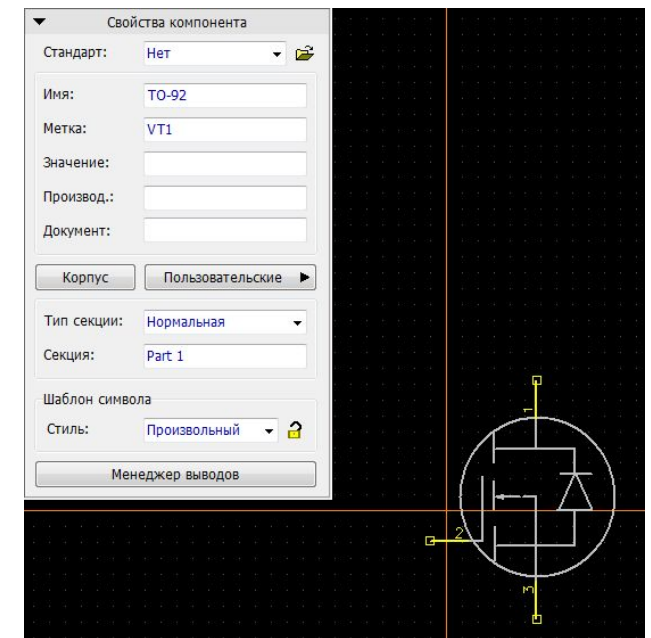 Свойства компонента
Стандарт: Нет
Имя: TO-92
Метка: VT1
Значение:
Производ.:
Документ:
Корпус Пользовательские
Тип секции: Нормальная
Секция: Part 1
Шаблон символа
Стиль: Произвольный
Менеджер выводов
1
2
3